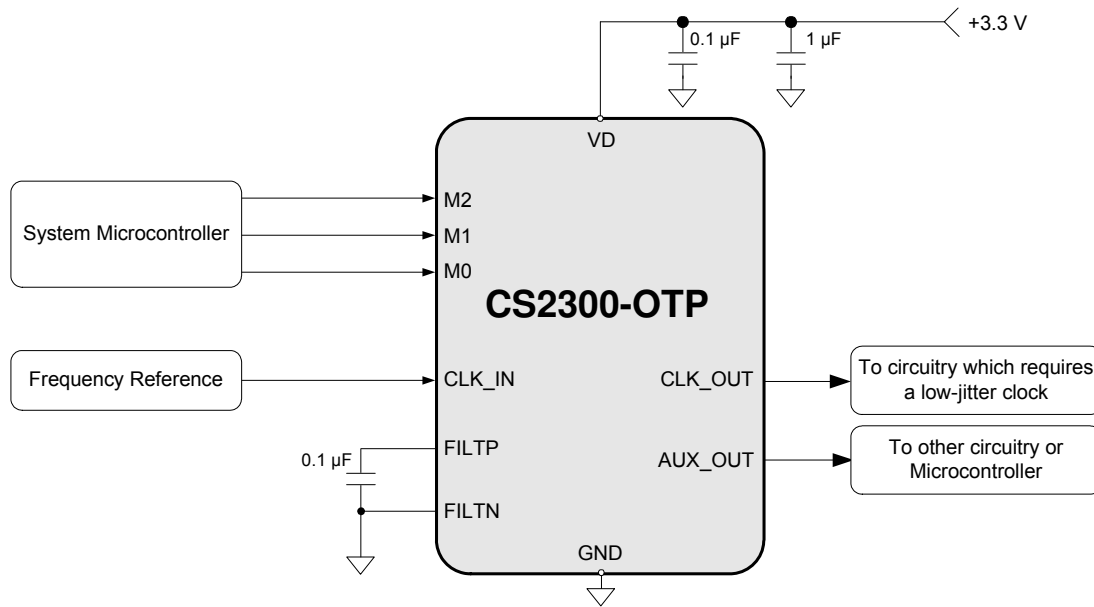 +3.3 V
0.1 µF
1 µF
VD
System Microcontroller
M2
M1
M0
CS2300-OTP
Frequency Reference
CLK_IN
CLK_OUT
To circuitry which requires
a low-jitter clock
0.1 µF
FILTP
AUX_OUT
To other circuitry or
Microcontroller
FILTN
GND